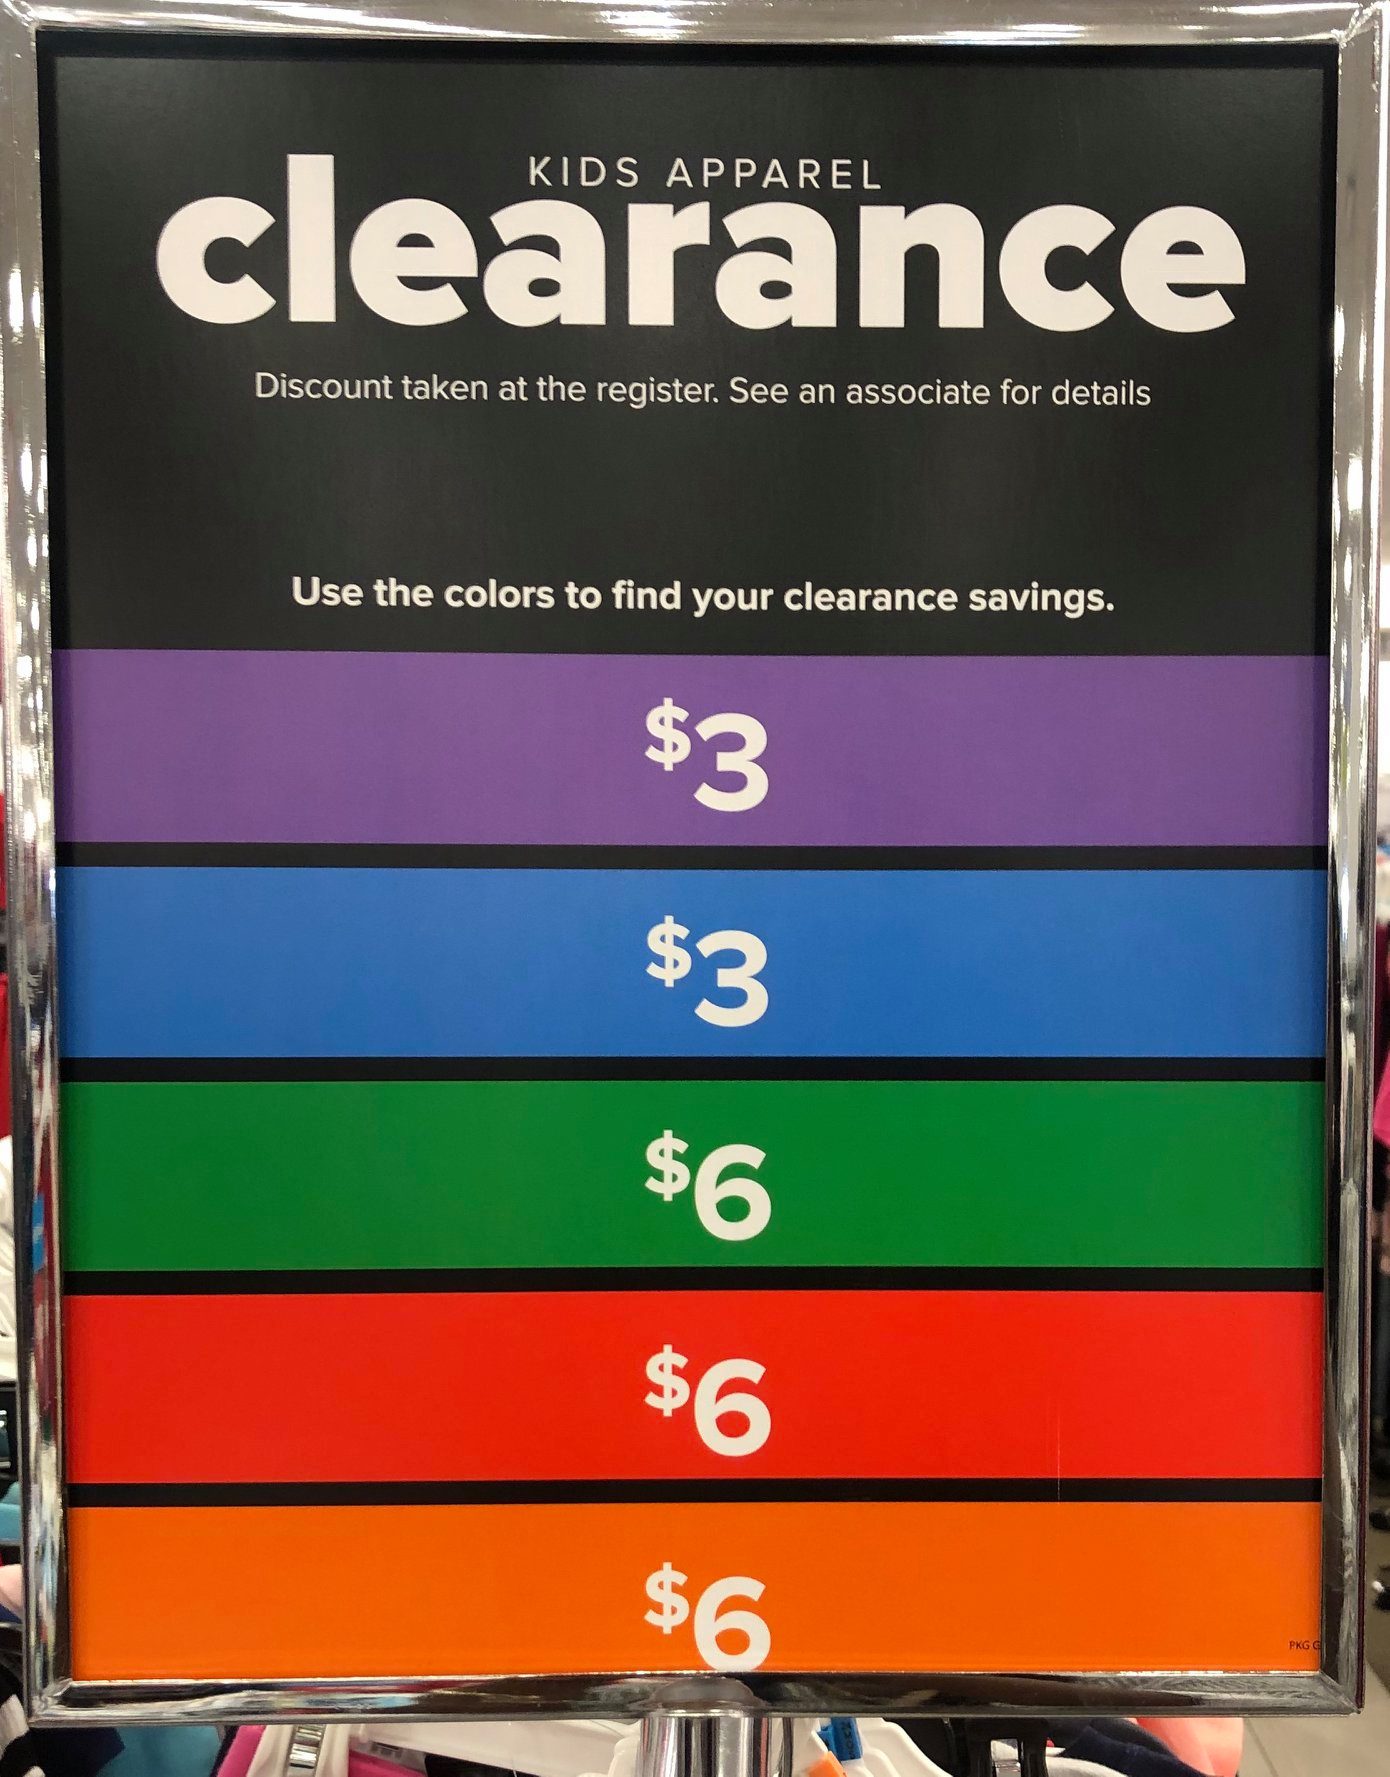 KIDS APPAREL
clearance
Discount taken at the register. See an associate for details
Use the colors to find your clearance savings.
$3
$3
$6
$6
$6
PKG G